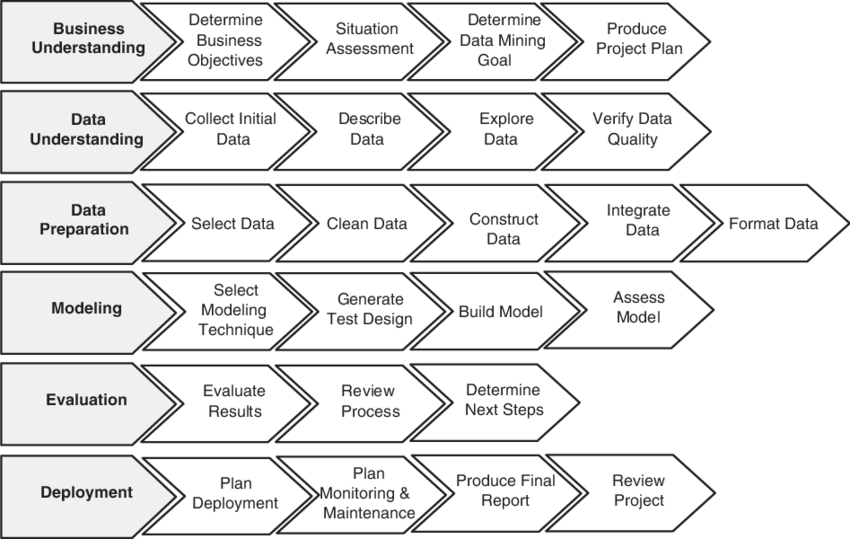 Business
Understanding
Determine
Business
Objectives
Situation
Assessment
Determine
Data Mining
Goal
Produce
Project Plan
Data
Understanding
Collect Initial
Data
Describe
Data
Explore
Data
Verify Data
Quality
Data
Preparation
Select Data
Clean Data
Construct
Data
Integrate
Data
Format Data
Modeling
Select
Modeling
Technique
Generate
Test Design
Build Model
Assess
Model
Evaluation
Evaluate
Results
Review
Process
Determine
Next Steps
Deployment
Plan
Deployment
Plan
Monitoring &
Maintenance
Produce Final
Report
Review
Project